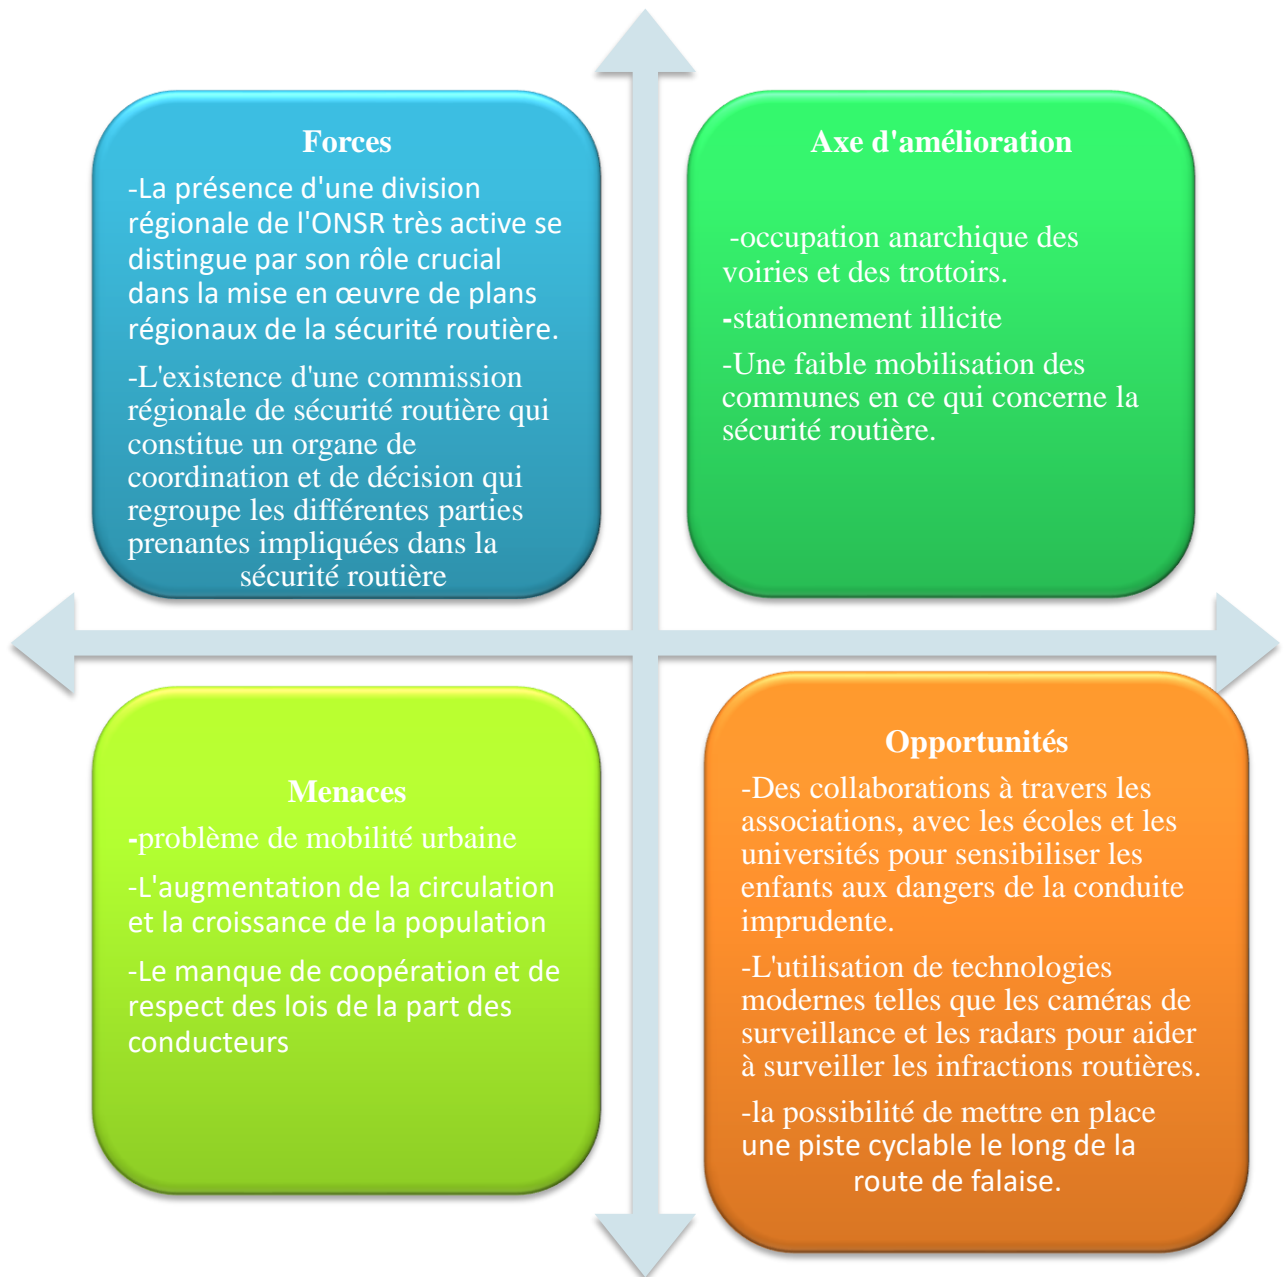 Forces
-La présence d'une division
régionale de l'ONSR très active se
distingue par son rôle crucial
dans la mise en œuvre de plans
régionaux de la sécurité routière.
-L'existence d'une commission
régionale de sécurité routière qui
constitue un organe de
coordination et de décision qui
regroupe les différentes parties
prenantes impliquées dans la
sécurité routière
Axe d'amélioration
-occupation anarchique des
voiries et des trottoirs.
-stationnement illicite
-Une faible mobilisation des
communes en ce qui concerne la
sécurité routière.
Menaces
-problème de mobilité urbaine
-L'augmentation de la circulation
et la croissance de la population
-Le manque de coopération et de
respect des lois de la part des
conducteurs
Opportunités
-Des collaborations à travers les
associations, avec les écoles et les
universités pour sensibiliser les
enfants aux dangers de la conduite
imprudente.
-L'utilisation de technologies
modernes telles que les caméras de
surveillance et les radars pour aider
à surveiller les infractions routières.
-la possibilité de mettre en place
une piste cyclable le long de la
route de falaise.